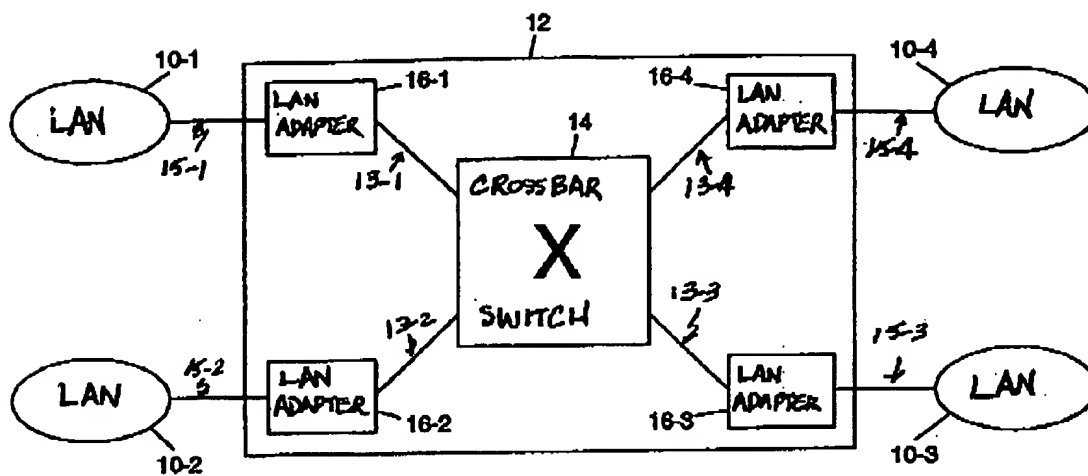 12
10-1
16-1
16-4
10-4
LAN
LAN
ADAPTER
14
LAN
ADAPTER
LAN
15-1
13-1
13-4
15-4
CROSSBAR
X
SWITCH
13-2
13-3
15-2
15-3
LAN
LAN
ADAPTER
LAN
ADAPTER
LAN
10-2
16-2
16-3
10-3